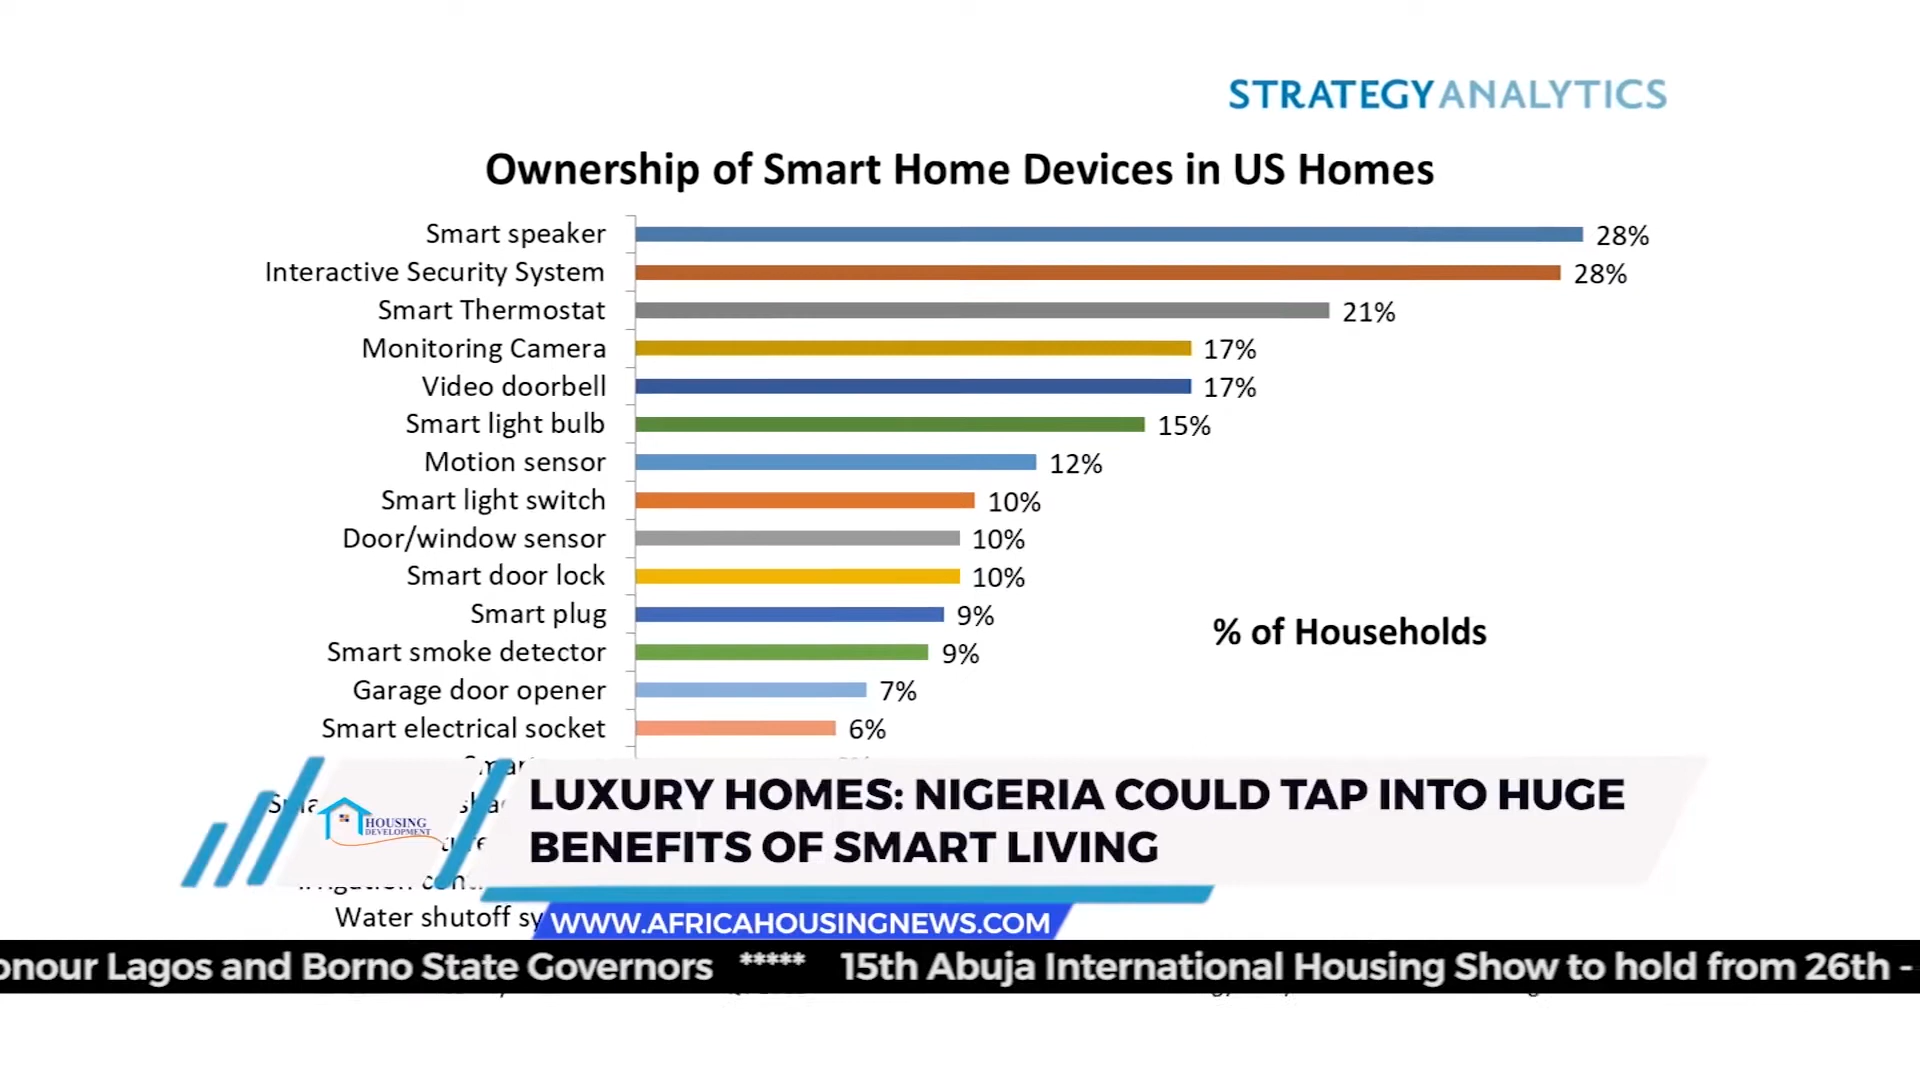 STRATEGYANALYTICS
Ownership of Smart Home Devices in US Homes
Smart speaker 28%
Interactive Security System 28%
Smart Thermostat 21%
Monitoring Camera 17%
Video doorbell 17%
Smart light bulb 15%
Motion sensor 12%
Smart light switch 10%
Door/window sensor 10%
Smart door lock 10%
Smart plug 9%
% of Households
Smart smoke detector 9%
Garage door opener 7%
Smart electrical socket 6%
HOUSING
DEVELOPMENT
LUXURY HOMES: NIGERIA COULD TAP INTO HUGE
BENEFITS OF SMART LIVING
Water shutoff
WWW.AFRICAHOUSINGNEWS.COM
Lagos and Borno State Governors ***** 15th Abuja International Housing Show to hold from 26th -